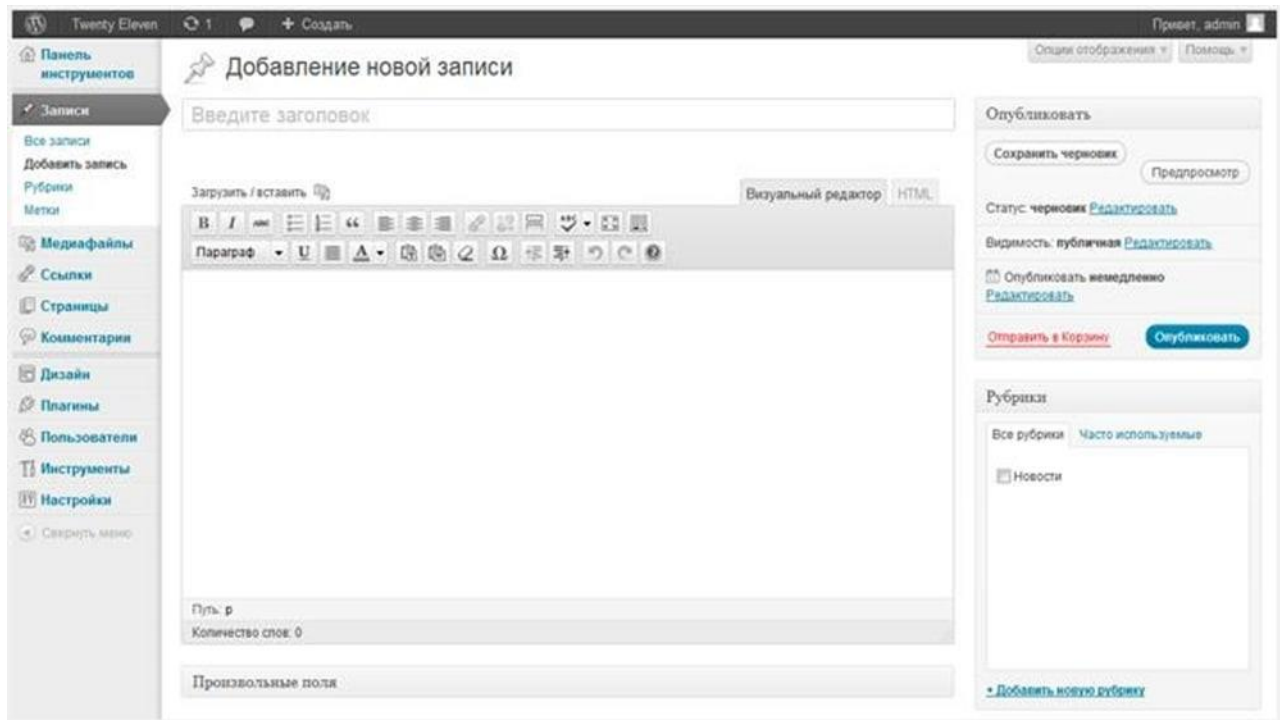 Twenty Eleven 1 + Создать Привет, admin
Панель
инструментов
Записи
Все записи
Добавить запись
Рубрики
Метки
Медиафайлы
Ссылки
Страницы
Комментарии
Дизайн
Плагины
Пользователи
Инструменты
Настройки
Свернуть меню
Опции отображения Помощь
Добавление новой записи
Введите заголовок
Загрузить / вставить
Визуальный редактор HTML
B I ABC
Параграф U A Ω
Путь: p
Количество слов: 0
Произвольные поля
Опубликовать
Сохранить черновик
Предпросмотр
Статус: черновик Редактировать
Видимость: публичная Редактировать
Опубликовать немедленно
Редактировать
Отправить в Корзину Опубликовать
Рубрики
Все рубрики Часто используемые
Новости
+ Добавить новую рубрику